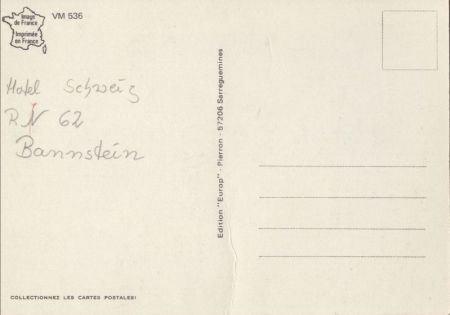 Image
de France
Imprimée
en France
VM 536
Hotel Schweiz
RN 62
Bannstein
Edition "Europ" - Pierron - 57206 Sarreguemines
COLLECTIONNEZ LES CARTES POSTALES!